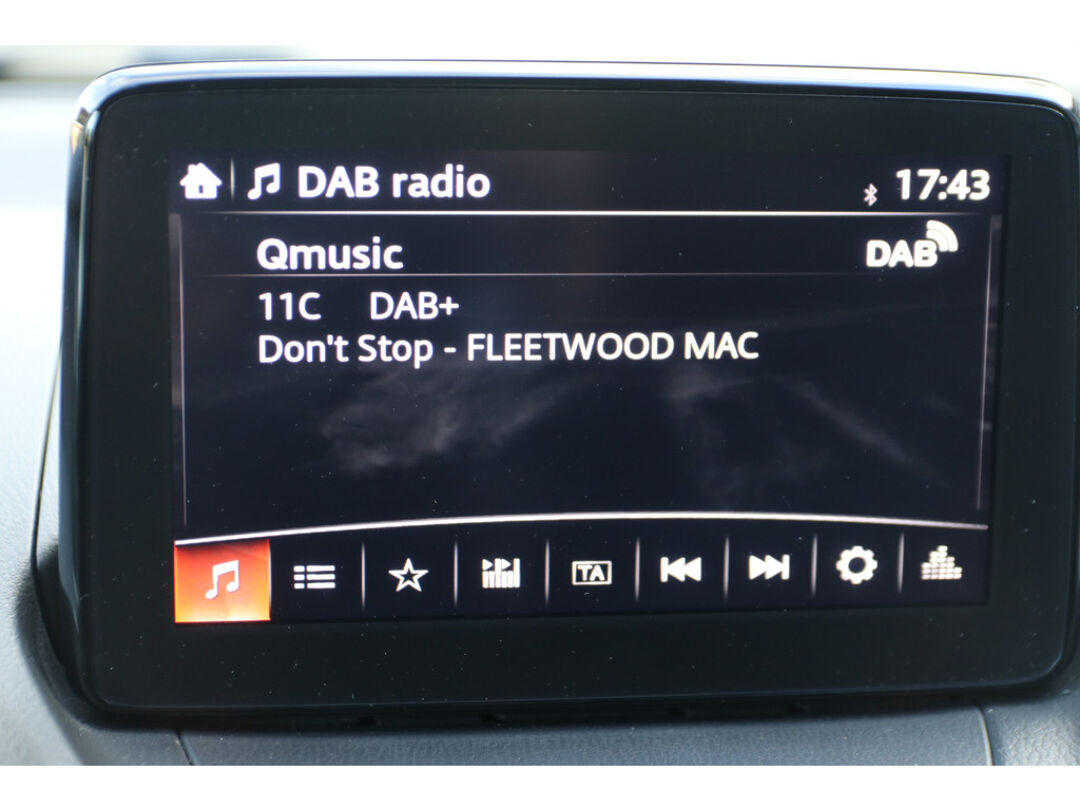 DAB radio 17:43
Qmusic DAB
11C DAB+
Don't Stop - FLEETWOOD MAC
TA